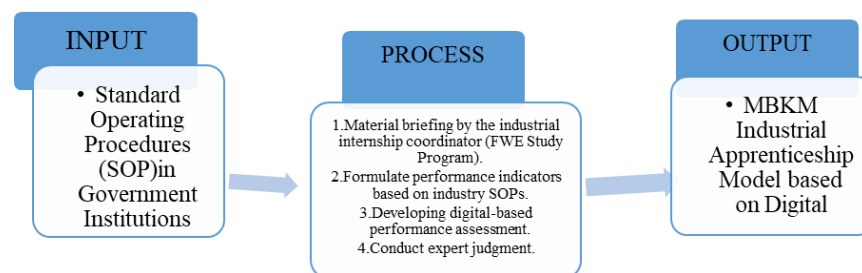 INPUT
• Standard
Operating
Procedures
(SOP)in
Government
Institutions
PROCESS
1.Material briefing by the industrial
internship coordinator (FWE Study
Program).
2.Formulate performance indicators
based on industry SOPs.
3.Developing digital-based
performance assessment.
4.Conduct expert judgment.
OUTPUT
• MBKM
Industrial
Apprenticeship
Model based
on Digital